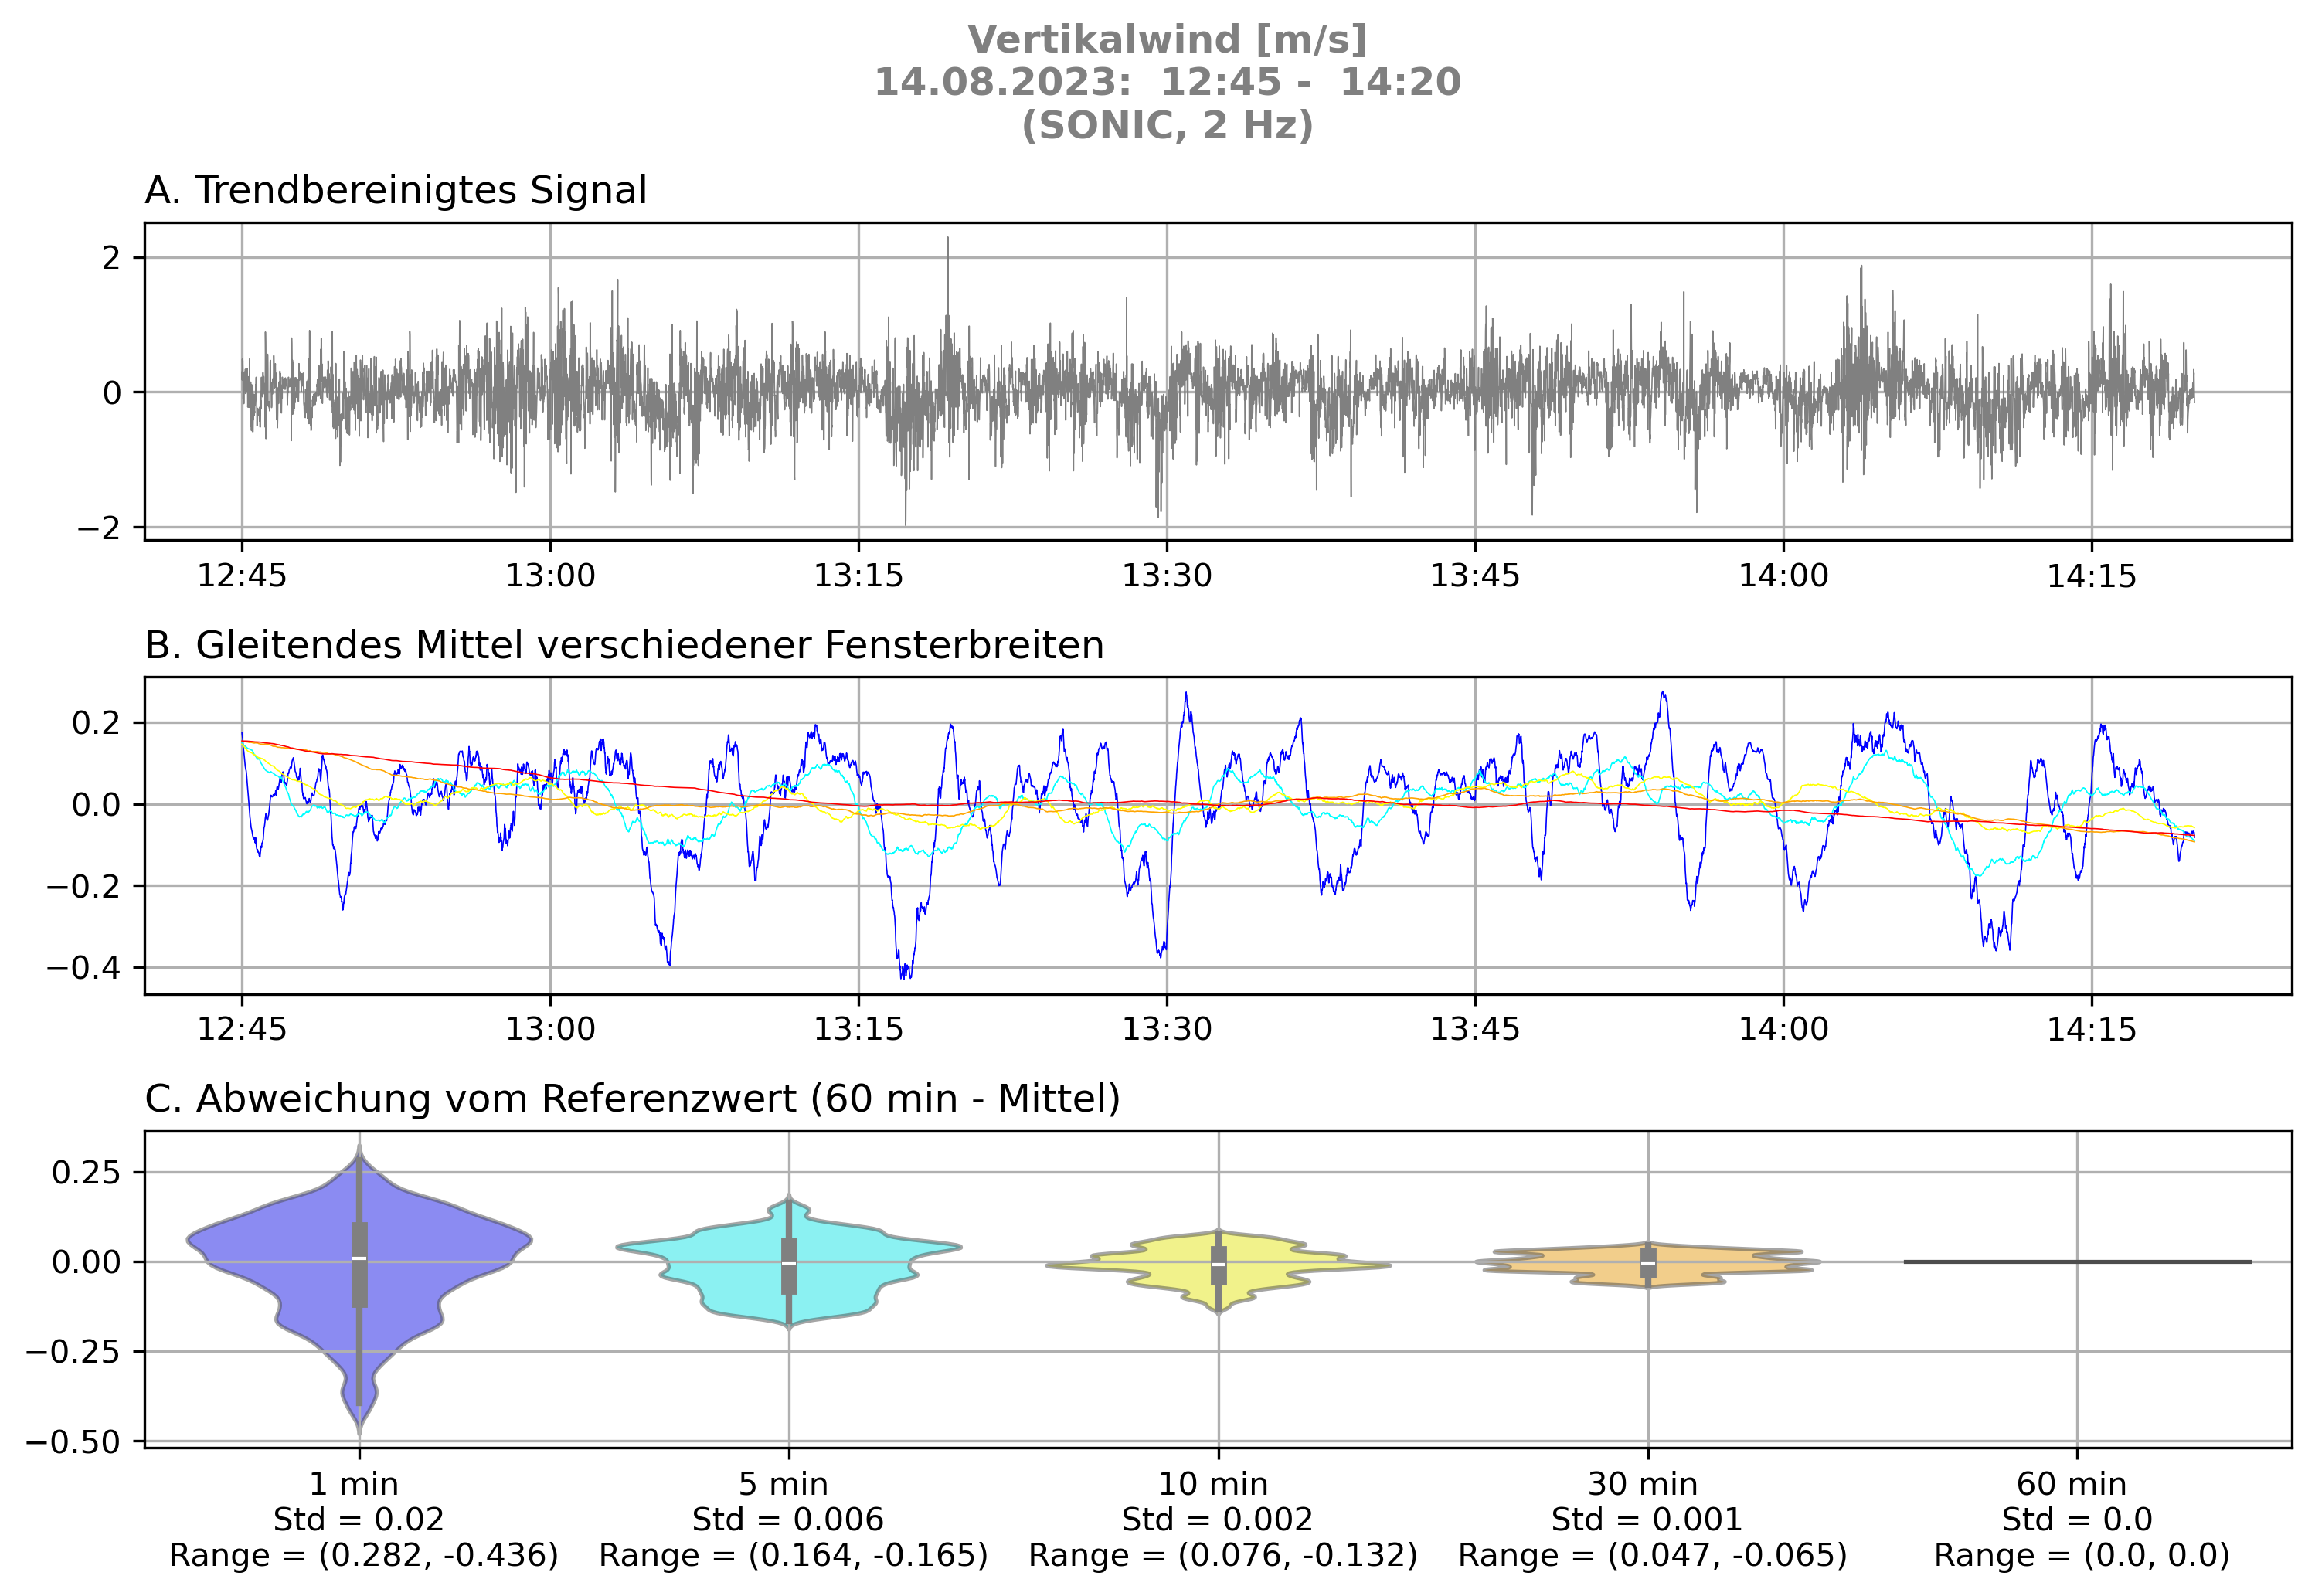 Vertikalwind [m/s]
14.08.2023:  12:45 -  14:20
(SONIC, 2 Hz)
A. Trendbereinigtes Signal
2
0
−2
12:45 13:00 13:15 13:30 13:45 14:00 14:15
B. Gleitendes Mittel verschiedener Fensterbreiten
0.2
0.0
−0.2
−0.4
12:45 13:00 13:15 13:30 13:45 14:00 14:15
C. Abweichung vom Referenzwert (60 min - Mittel)
0.25
0.00
−0.25
−0.50
1 min 5 min 10 min 30 min 60 min
Std = 0.02 Std = 0.006 Std = 0.002 Std = 0.001 Std = 0.0
Range = (0.282, -0.436) Range = (0.164, -0.165) Range = (0.076, -0.132) Range = (0.047, -0.065) Range = (0.0, 0.0)